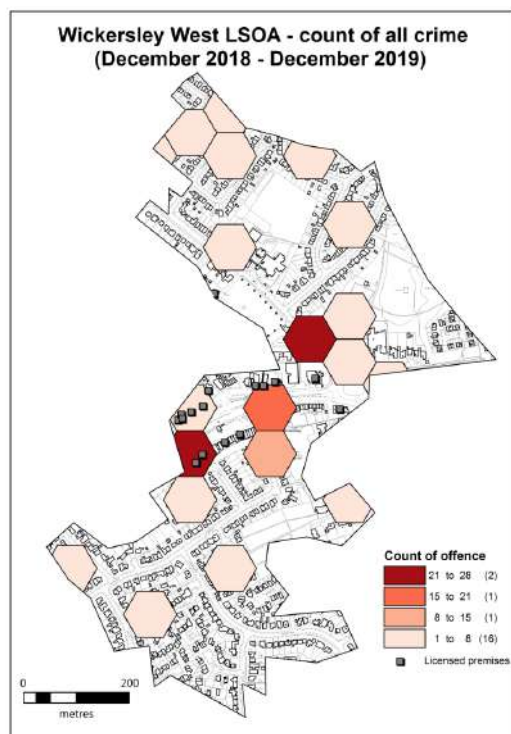 Wickersley West LSOA - count of all crime
(December 2018 - December 2019)
Count of offence
21 to 28 (2)
15 to 21 (1)
8 to 15 (1)
1 to 8 (16)
Licensed premises
0 200
metres